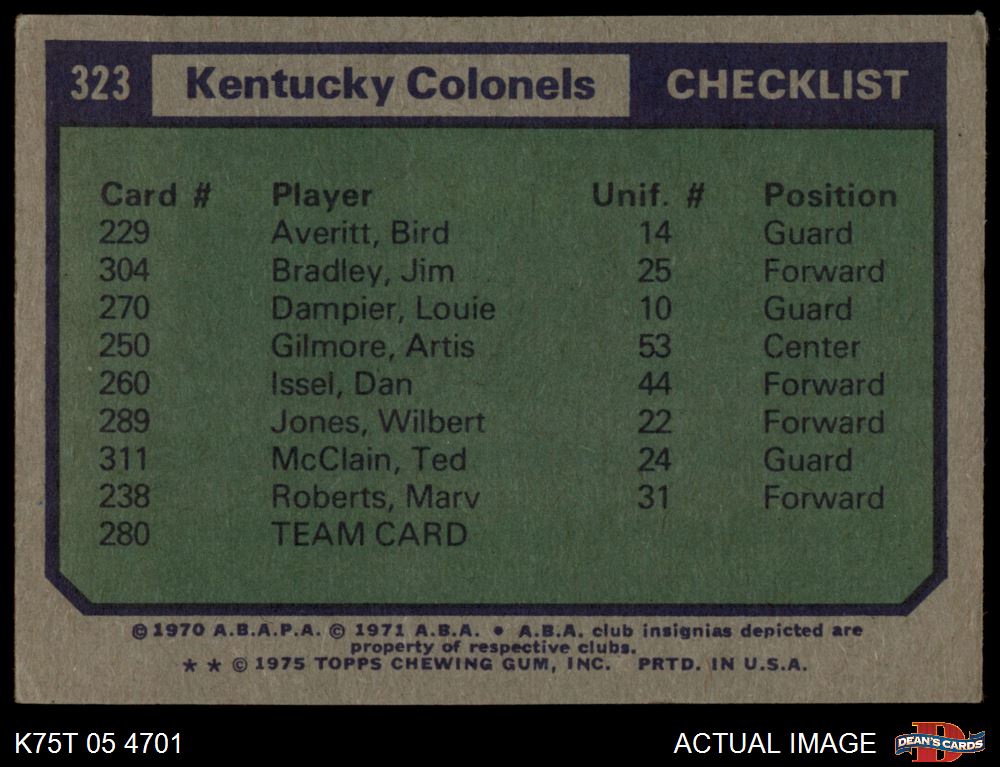 323 Kentucky Colonels CHECKLIST
Card # Player Unif. # Position
229 Averitt, Bird 14 Guard
304 Bradley, Jim 25 Forward
270 Dampier, Louie 10 Guard
250 Gilmore, Artis 53 Center
260 Issel, Dan 44 Forward
289 Jones, Wilbert 22 Forward
311 McClain, Ted 24 Guard
238 Roberts, Marv 31 Forward
280 TEAM CARD
© 1970 A.B.A.P.A. © 1971 A.B.A. • A.B.A. club insignias depicted are
property of respective clubs.
★ ★ © 1975 TOPPS CHEWING GUM, INC. PRTD. IN U.S.A.
K75T 05 4701 ACTUAL IMAGE D DEAN'S CARDS